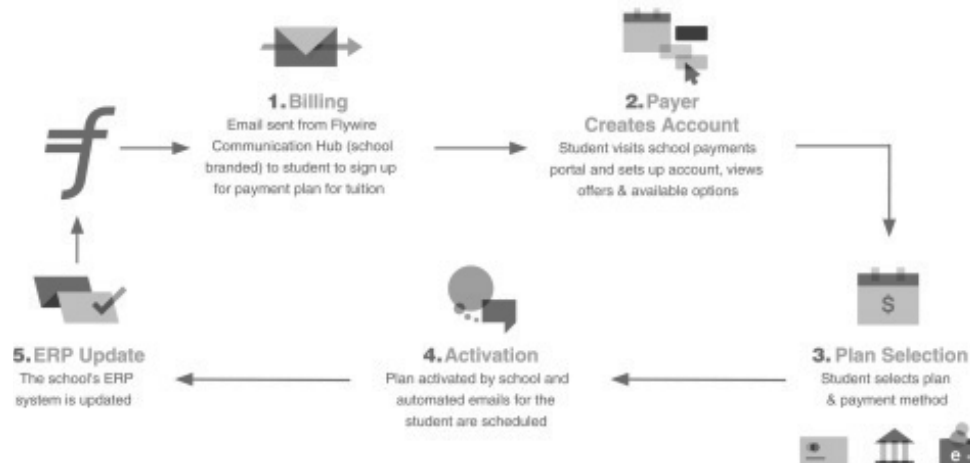 1. Billing
Email sent from Flywire
Communication Hub (school
branded) to student to sign up
for payment plan for tuition
2. Payer
Creates Account
Student visits school payments
portal and sets up account, views
offers & available options
$
3. Plan Selection
Student selects plan
& payment method
e
4. Activation
Plan activated by school and
automated emails for the
student are scheduled
5. ERP Update
The school's ERP
system is updated